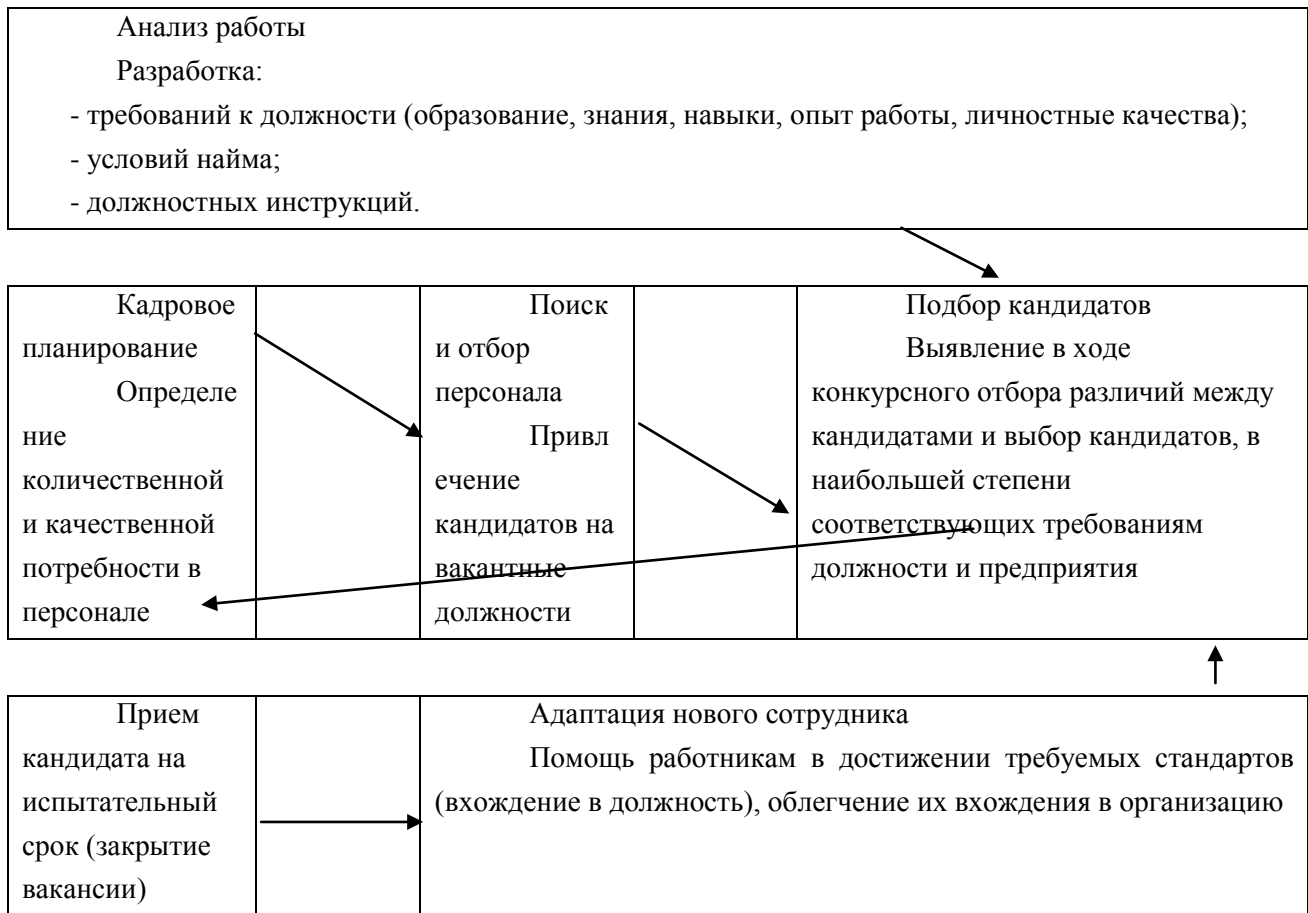 Анализ работы
Разработка:
- требований к должности (образование, знания, навыки, опыт работы, личностные качества);
- условий найма;
- должностных инструкций.
Кадровое
планирование
Определе
ние
количественной
и качественной
потребности в
персонале
Поиск
и отбор
персонала
Привл
ечение
кандидатов на
вакантные
должности
Подбор кандидатов
Выявление в ходе
конкурсного отбора различий между
кандидатами и выбор кандидатов, в
наибольшей степени
соответствующих требованиям
должности и предприятия
Прием
кандидата на
испытательный
срок (закрытие
вакансии)
Адаптация нового сотрудника
Помощь работникам в достижении требуемых стандартов
(вхождение в должность), облегчение их вхождения в организацию